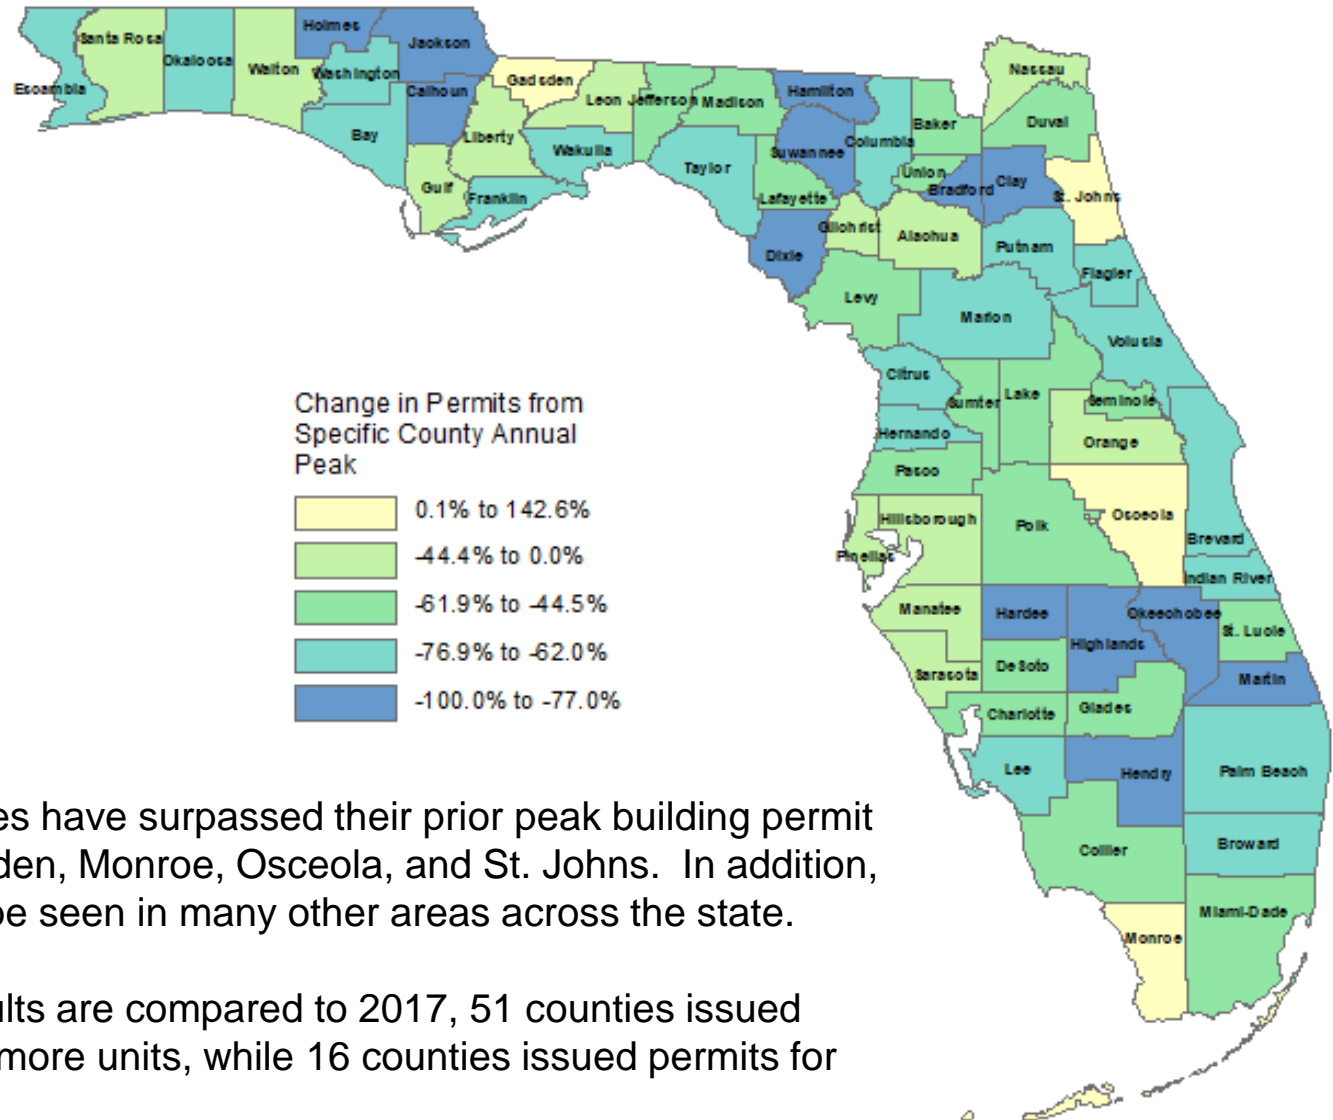 Holmes
Santa Rosa
Jackson
Okaloosa
Walton
Washington
Escambia
Calhoun
Gadsden
Leon
Jefferson
Madison
Hamilton
Nassau
Bay
Liberty
Wakulla
Taylor
Suwannee
Columbia
Baker
Duval
Gulf
Franklin
Lafayette
Union
Bradford
Clay
St. Johns
Dixie
Gilchrist
Alachua
Putnam
Flagler
Levy
Marion
Volusia
Citrus
Sumter
Lake
Seminole
Hernando
Orange
Pasco
Hillsborough
Polk
Osceola
Brevard
Pinellas
Indian River
Manatee
Hardee
Okeechobee
Highlands
St. Lucie
Sarasota
DeSoto
Martin
Charlotte
Glades
Lee
Hendry
Palm Beach
Collier
Broward
Miami-Dade
Monroe
Change in Permits from
Specific County Annual
Peak
0.1% to 142.6%
-44.4% to 0.0%
-61.9% to -44.5%
-76.9% to -62.0%
-100.0% to -77.0%
es have surpassed their prior peak building permit
den, Monroe, Osceola, and St. Johns. In addition,
be seen in many other areas across the state.
ults are compared to 2017, 51 counties issued
more units, while 16 counties issued permits for